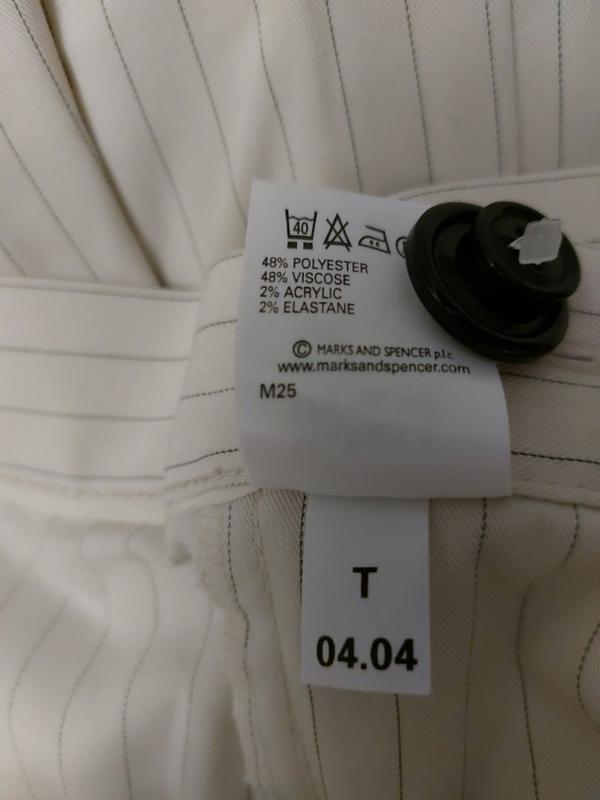 40
48% POLYESTER
48% VISCOSE
2% ACRYLIC
2% ELASTANE
© MARKS AND SPENCER p.l.c.
www.marksandspencer.com
M25
T
04.04